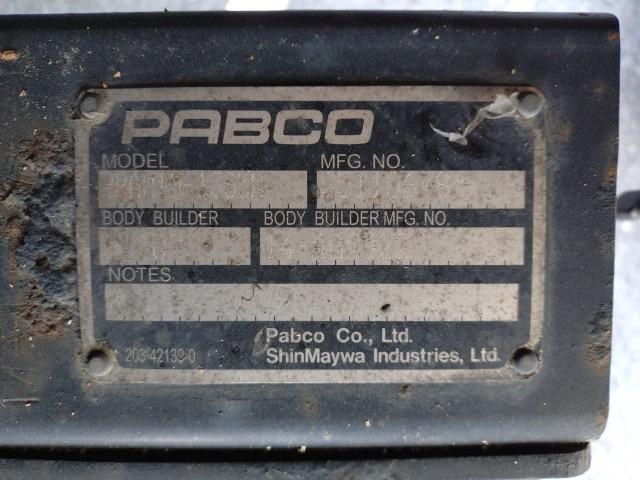 PABCO
MODEL MFG. NO.
BODY BUILDER BODY BUILDER MFG. NO.
NOTES
Pabco Co., Ltd.
203-42132-0 ShinMaywa Industries, Ltd.